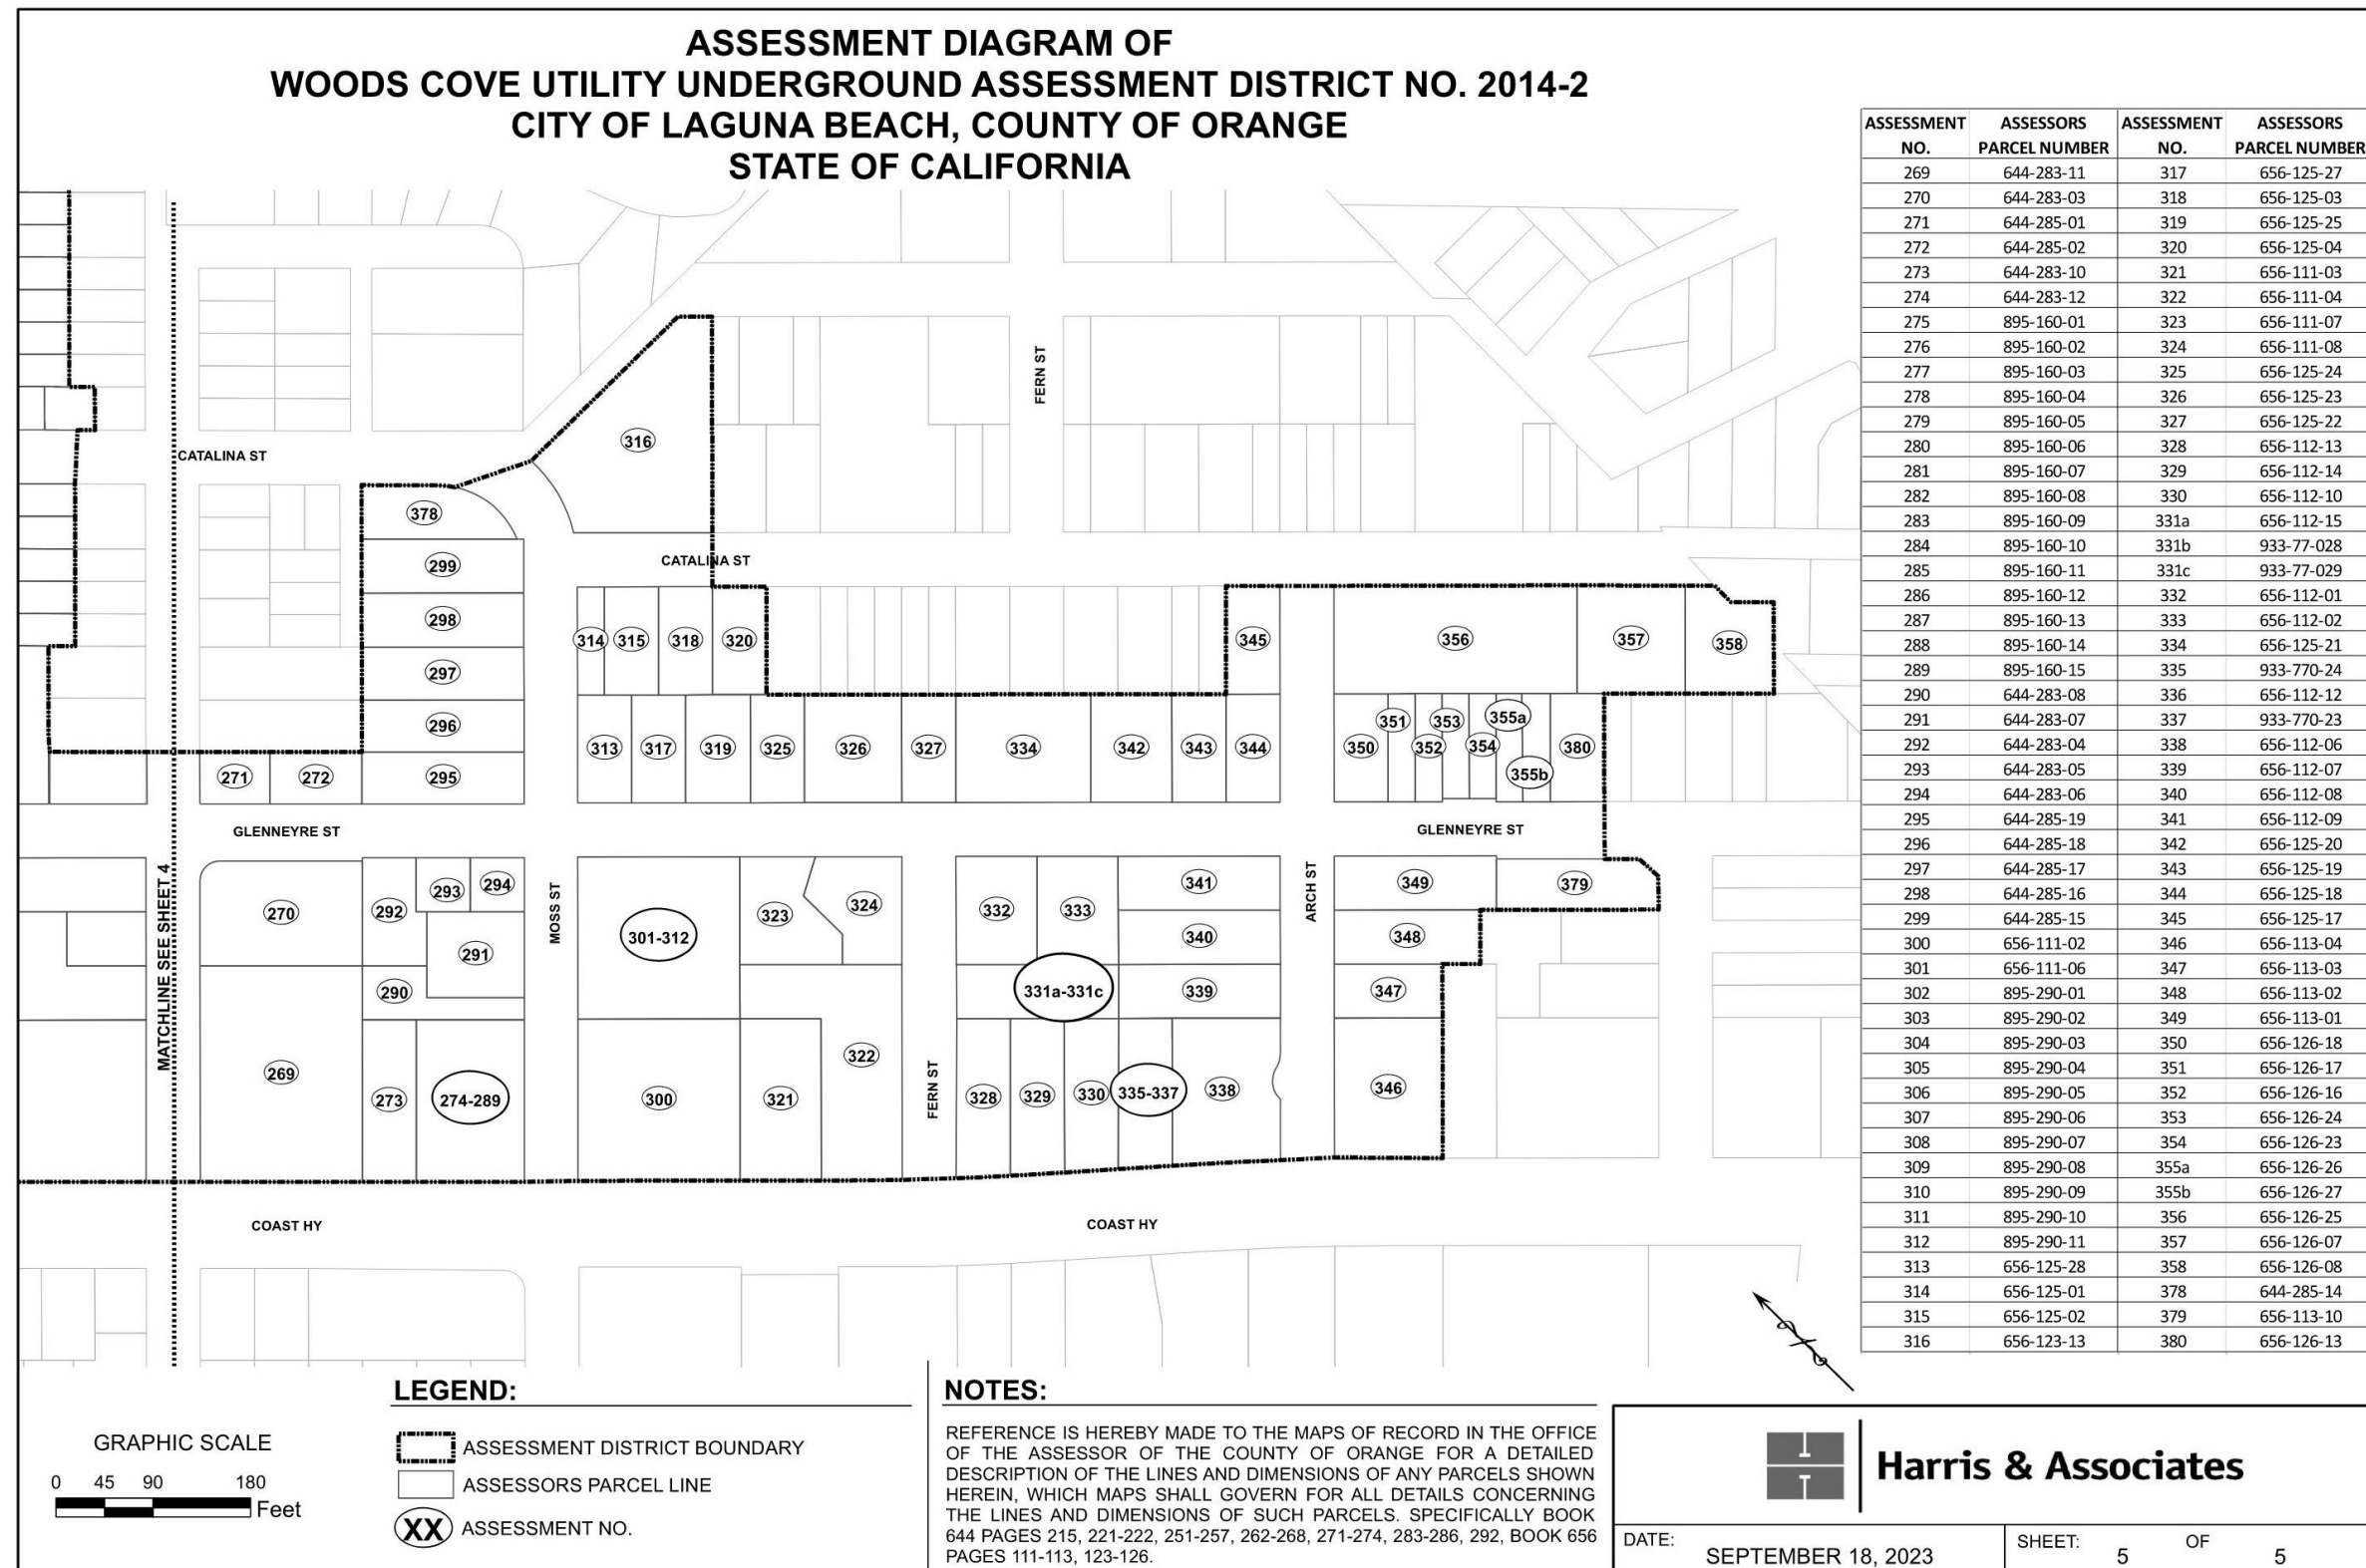 ASSESSMENT DIAGRAM OF
WOODS COVE UTILITY UNDERGROUND ASSESSMENT DISTRICT NO. 2014-2
CITY OF LAGUNA BEACH, COUNTY OF ORANGE
STATE OF CALIFORNIA
ASSESSMENT NO. ASSESSORS PARCEL NUMBER ASSESSMENT NO. ASSESSORS PARCEL NUMBER
269 644-283-11 317 656-125-27
270 644-283-03 318 656-125-03
271 644-285-01 319 656-125-25
272 644-285-02 320 656-125-04
273 644-283-10 321 656-111-03
274 644-283-12 322 656-111-04
275 895-160-01 323 656-111-07
276 895-160-02 324 656-111-08
277 895-160-03 325 656-125-24
278 895-160-04 326 656-125-23
279 895-160-05 327 656-125-22
280 895-160-06 328 656-112-13
281 895-160-07 329 656-112-14
282 895-160-08 330 656-112-10
283 895-160-09 331a 656-112-15
284 895-160-10 331b 933-77-028
285 895-160-11 331c 933-77-029
286 895-160-12 332 656-112-01
287 895-160-13 333 656-112-02
288 895-160-14 334 656-125-21
289 895-160-15 335 933-770-24
290 644-283-08 336 656-112-12
291 644-283-07 337 933-770-23
292 644-283-04 338 656-112-06
293 644-283-05 339 656-112-07
294 644-283-06 340 656-112-08
295 644-285-19 341 656-112-09
296 644-285-18 342 656-125-20
297 644-285-17 343 656-125-19
298 644-285-16 344 656-125-18
299 644-285-15 345 656-125-17
300 656-111-02 346 656-113-04
301 656-111-06 347 656-113-03
302 895-290-01 348 656-113-02
303 895-290-02 349 656-113-01
304 895-290-03 350 656-126-18
305 895-290-04 351 656-126-17
306 895-290-05 352 656-126-16
307 895-290-06 353 656-126-24
308 895-290-07 354 656-126-23
309 895-290-08 355a 656-126-26
310 895-290-09 355b 656-126-27
311 895-290-10 356 656-126-25
312 895-290-11 357 656-126-07
313 656-125-28 358 656-126-08
314 656-125-01 378 644-285-14
315 656-125-02 379 656-113-10
316 656-123-13 380 656-126-13
FERN ST
316
CATALINA ST
378
CATALINA ST
299
298
297
296
295
314 315 318 320
345 356 357 358
313 317 319 325 326 327 334 342 343 344
350 351 352 353 354 355a 355b 380
271 272
GLENNEYRE ST
GLENNEYRE ST
MATCHLINE SEE SHEET 4
MOSS ST
ARCH ST
FERN ST
270 292 293 294
291
290
269 273 274-289
301-312 323 324
300 321 322
332 333 341
340
331a-331c 339
328 329 330 335-337 338
349 379
348
347
346
COAST HY
COAST HY
GRAPHIC SCALE
0 45 90 180
Feet
LEGEND:
ASSESSMENT DISTRICT BOUNDARY
ASSESSORS PARCEL LINE
XX ASSESSMENT NO.
NOTES:
REFERENCE IS HEREBY MADE TO THE MAPS OF RECORD IN THE OFFICE
OF THE ASSESSOR OF THE COUNTY OF ORANGE FOR A DETAILED
DESCRIPTION OF THE LINES AND DIMENSIONS OF ANY PARCELS SHOWN
HEREIN, WHICH MAPS SHALL GOVERN FOR ALL DETAILS CONCERNING
THE LINES AND DIMENSIONS OF SUCH PARCELS. SPECIFICALLY BOOK
644 PAGES 215, 221-222, 251-257, 262-268, 271-274, 283-286, 292, BOOK 656
PAGES 111-113, 123-126.
Harris & Associates
DATE: SEPTEMBER 18, 2023
SHEET: 5 OF 5